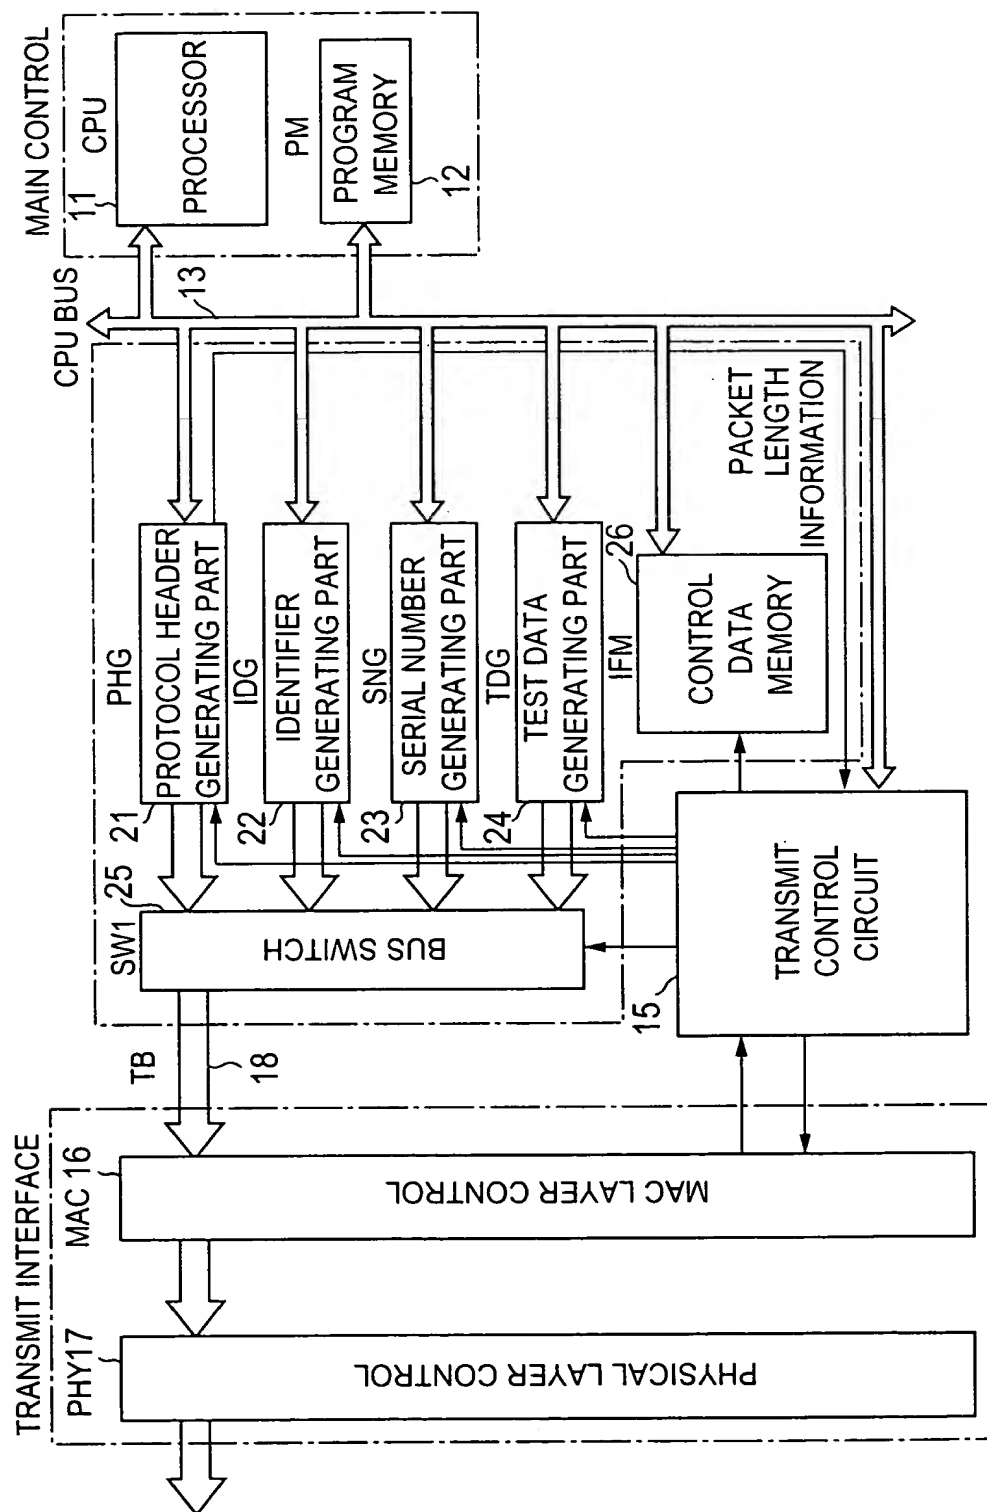 TRANSMIT INTERFACE
PHY17
PHYSICAL LAYER CONTROL
MAC 16
MAC LAYER CONTROL
TB
18
SW1
25
BUS SWITCH
15
TRANSMIT
CONTROL
CIRCUIT
PHG
21
PROTOCOL HEADER
GENERATING PART
IDG
22
IDENTIFIER
GENERATING PART
SNG
23
SERIAL NUMBER
GENERATING PART
TDG
24
TEST DATA
GENERATING PART
IFM
26
CONTROL
DATA
MEMORY
PACKET
LENGTH
INFORMATION
CPU BUS
13
MAIN CONTROL
11
CPU
PROCESSOR
PM
PROGRAM
MEMORY
12